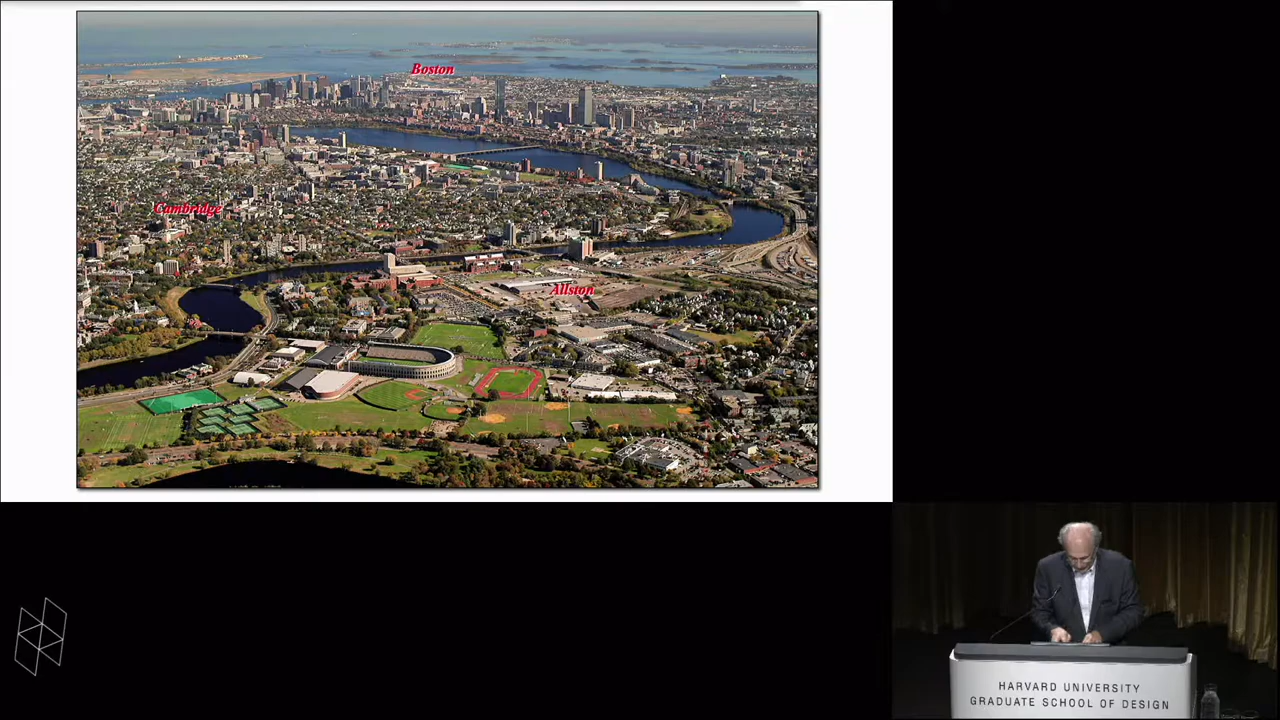 Boston
Cambridge
Allston
HARVARD UNIVERSITY
GRADUATE SCHOOL OF DESIGN